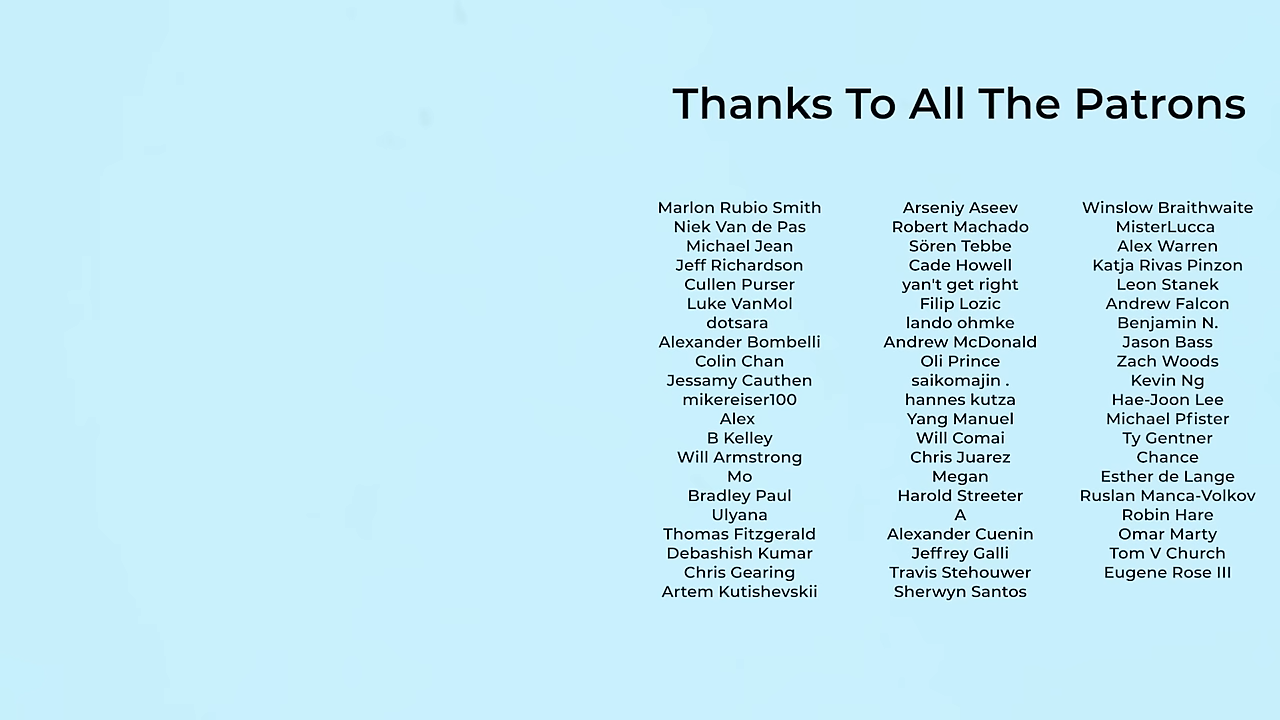 Thanks To All The Patrons
Marlon Rubio Smith
Niek Van de Pas
Michael Jean
Jeff Richardson
Cullen Purser
Luke VanMol
dotsara
Alexander Bombelli
Colin Chan
Jessamy Cauthen
mikereiser100
Alex
B Kelley
Will Armstrong
Mo
Bradley Paul
Ulyana
Thomas Fitzgerald
Debashish Kumar
Chris Gearing
Artem Kutishevskii
Arseniy Aseev
Robert Machado
Sören Tebbe
Cade Howell
yan't get right
Filip Lozic
lando ohmke
Andrew McDonald
Oli Prince
saikomajin .
hannes kutza
Yang Manuel
Will Comai
Chris Juarez
Megan
Harold Streeter
A
Alexander Cuenin
Jeffrey Galli
Travis Stehouwer
Sherwyn Santos
Winslow Braithwaite
MisterLucca
Alex Warren
Katja Rivas Pinzon
Leon Stanek
Andrew Falcon
Benjamin N.
Jason Bass
Zach Woods
Kevin Ng
Hae-Joon Lee
Michael Pfister
Ty Gentner
Chance
Esther de Lange
Ruslan Manca-Volkov
Robin Hare
Omar Marty
Tom V Church
Eugene Rose III